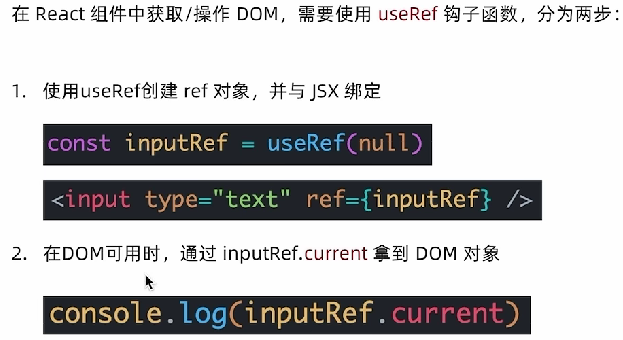 在 React 组件中获取/操作 DOM，需要使用 useRef 钩子函数，分为两步：
1. 使用useRef创建 ref 对象，并与 JSX 绑定
const inputRef = useRef(null)
<input type="text" ref={inputRef} />
2. 在DOM可用时，通过 inputRef.current 拿到 DOM 对象
console.log(inputRef.current)